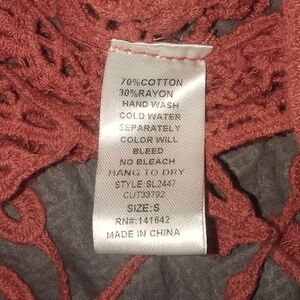 70%COTTON
30%RAYON
HAND WASH
COLD WATER
SEPARATELY
COLOR WILL
BLEED
NO BLEACH
HANG TO DRY
STYLE SL2447
CUT33792
SIZE:S
RN#:141642
MADE IN CHINA